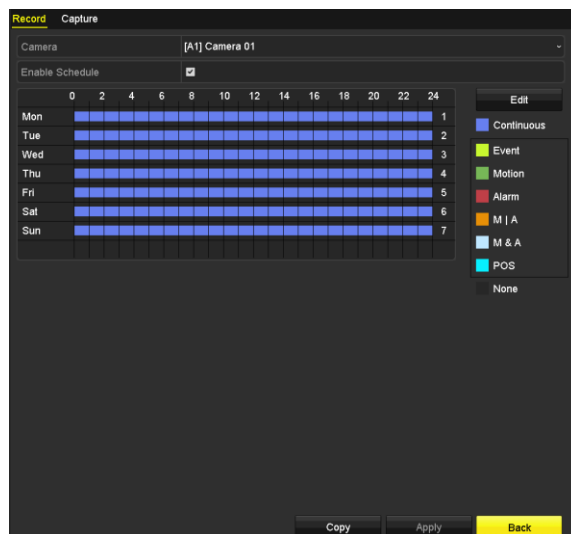 Record Capture
Camera [A1] Camera 01
Enable Schedule
0 2 4 6 8 10 12 14 16 18 20 22 24
Edit
Mon 1
Continuous
Tue 2
Wed 3
Event
Thu 4
Motion
Fri 5
Alarm
Sat 6
M | A
Sun 7
M & A
POS
None
Copy Apply Back